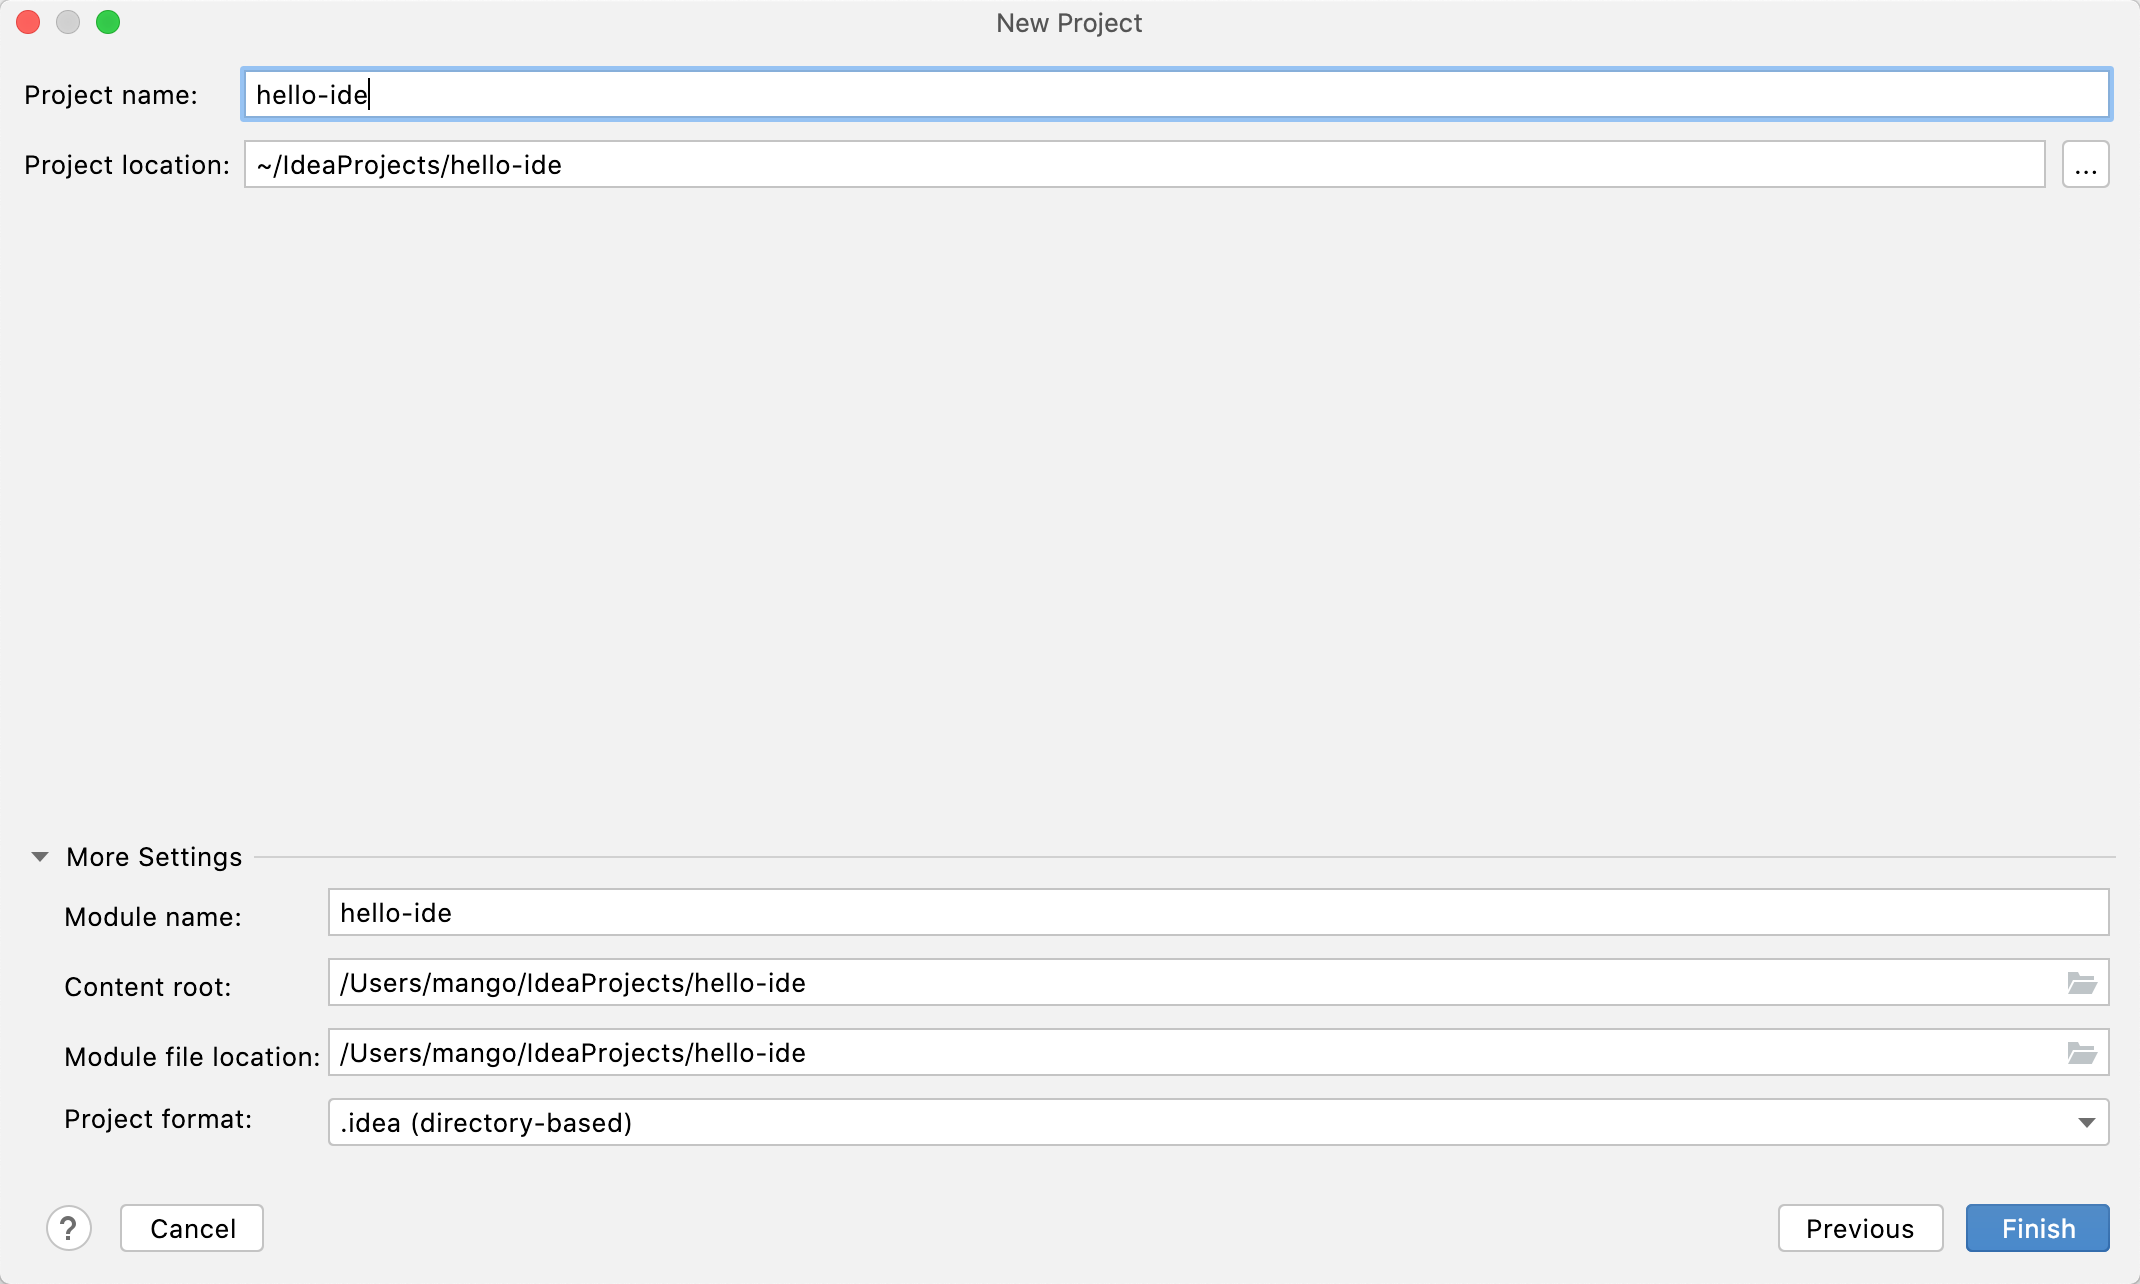 New Project
Project name: hello-ide
Project location: ~/IdeaProjects/hello-ide ...
More Settings
Module name: hello-ide
Content root: /Users/mango/IdeaProjects/hello-ide
Module file location: /Users/mango/IdeaProjects/hello-ide
Project format: .idea (directory-based)
? Cancel Previous Finish